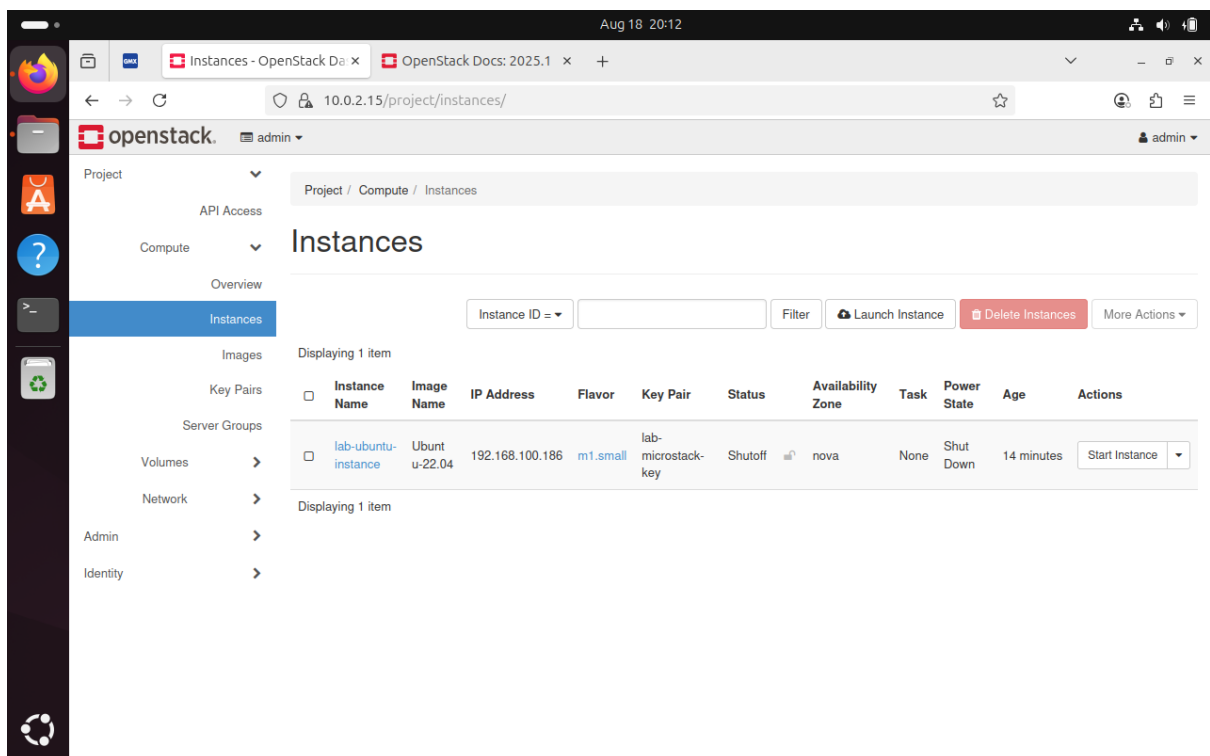 Aug 18 20:12
GMX
Instances - OpenStack Da
OpenStack Docs: 2025.1
10.0.2.15/project/instances/
openstack.
admin
admin
Project
API Access
Compute
Overview
Instances
Images
Key Pairs
Server Groups
Volumes
Network
Admin
Identity
Project / Compute / Instances
Instances
Instance ID =
Filter
Launch Instance
Delete Instances
More Actions
Displaying 1 item
Instance Name Image Name IP Address Flavor Key Pair Status Availability Zone Task Power State Age Actions
lab-ubuntu-instance Ubuntu-22.04 192.168.100.186 m1.small lab-microstack-key Shutoff nova None Shut Down 14 minutes Start Instance
Displaying 1 item